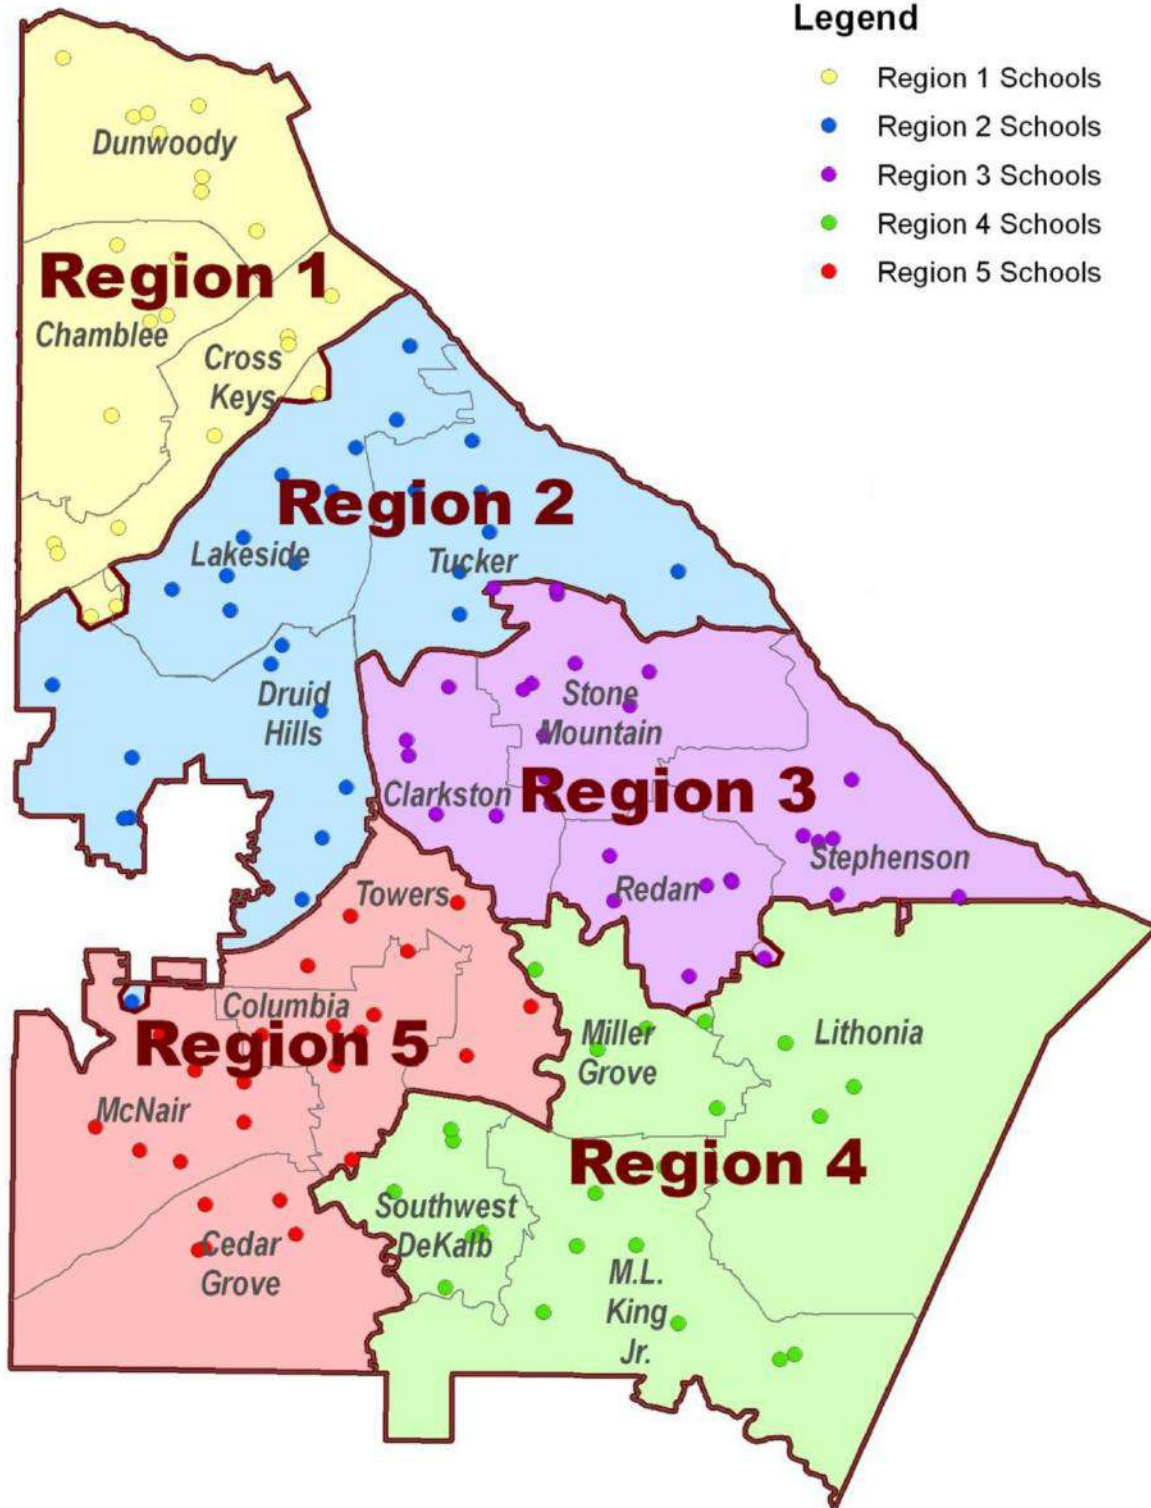 Legend
Region 1 Schools
Region 2 Schools
Region 3 Schools
Region 4 Schools
Region 5 Schools
Dunwoody
Region 1
Chamblee
Cross
Keys
Region 2
Lakeside
Tucker
Druid
Hills
Stone
Mountain
Clarkston
Region 3
Stephenson
Redan
Towers
Columbia
Region 5
McNair
Cedar
Grove
Miller
Grove
Lithonia
Region 4
Southwest
DeKalb
M.L.
King
Jr.